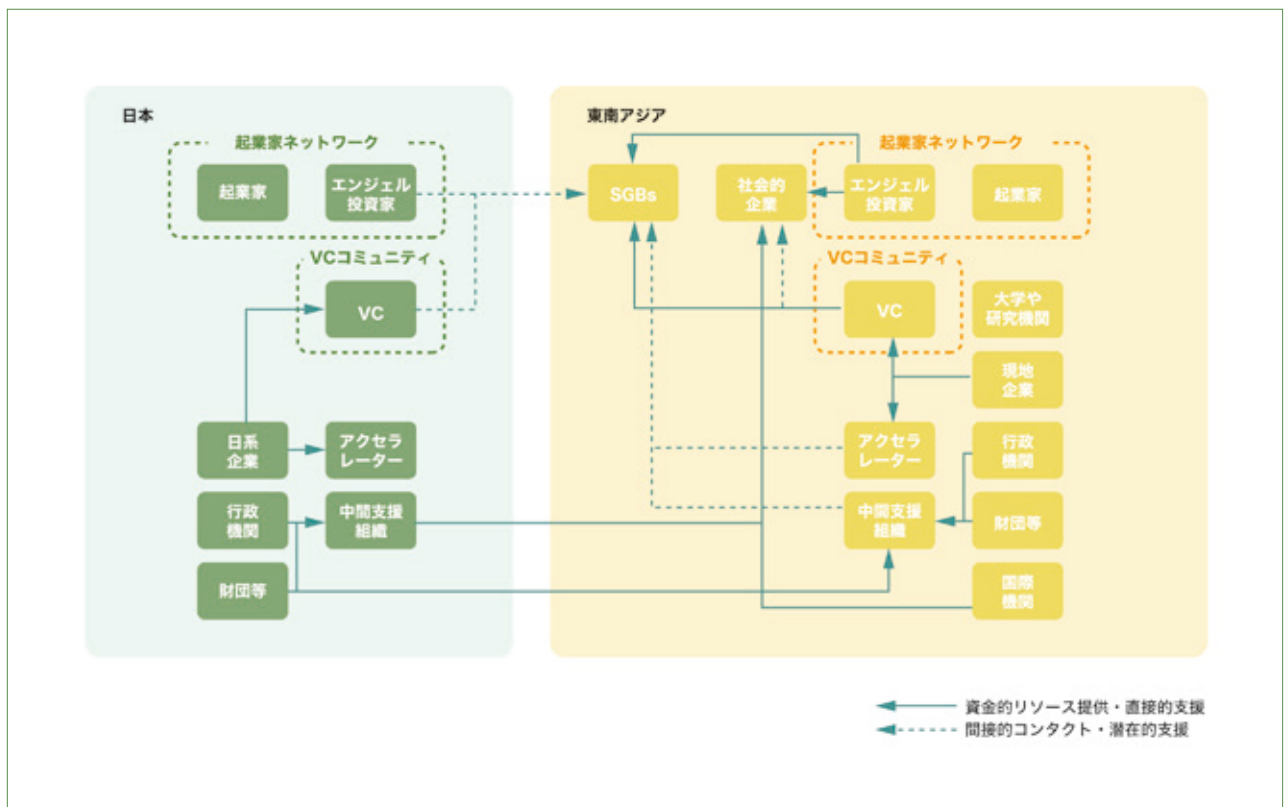 日本
起業家ネットワーク
起業家
エンジェル
投資家
VCコミュニティ
VC
日系
企業
アクセラ
レーター
行政
機関
中間支援
組織
財団等
東南アジア
起業家ネットワーク
SGBs
社会的
企業
エンジェル
投資家
起業家
VCコミュニティ
VC
大学や
研究機関
現地
企業
アクセラ
レーター
行政
機関
中間支援
組織
財団等
国際
機関
資金的リソース提供・直接的支援
間接的コンタクト・潜在的支援